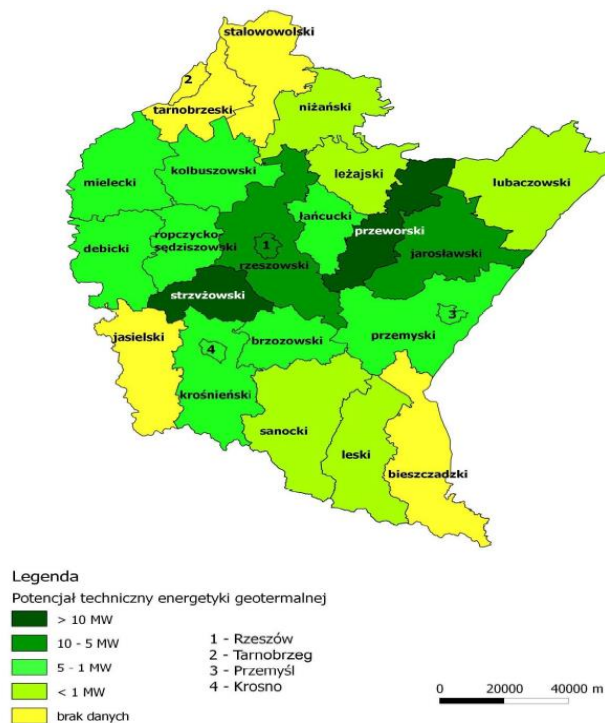 stalowowolski
2
tarnobrzeski
niżański
mielecki
kolbuszowski
leżajski
lubaczowski
łańcucki
przeworski
debicki
ropczycko-
sędziszowski
1
rzeszowski
jarosławski
strzyżowski
3
jasielski
4
brzozowski
przemyski
krośnieński
sanocki
leski
bieszczadzki
Legenda
Potencjał techniczny energetyki geotermalnej
> 10 MW
10 - 5 MW
5 - 1 MW
< 1 MW
brak danych
1 - Rzeszów
2 - Tarnobrzeg
3 - Przemyśl
4 - Krosno
0 20000 40000 m